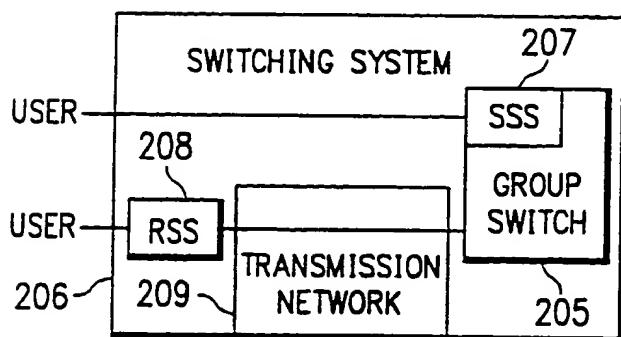 SWITCHING SYSTEM
207
USER
SSS
208
GROUP
SWITCH
USER
RSS
TRANSMISSION
NETWORK
206
209
205